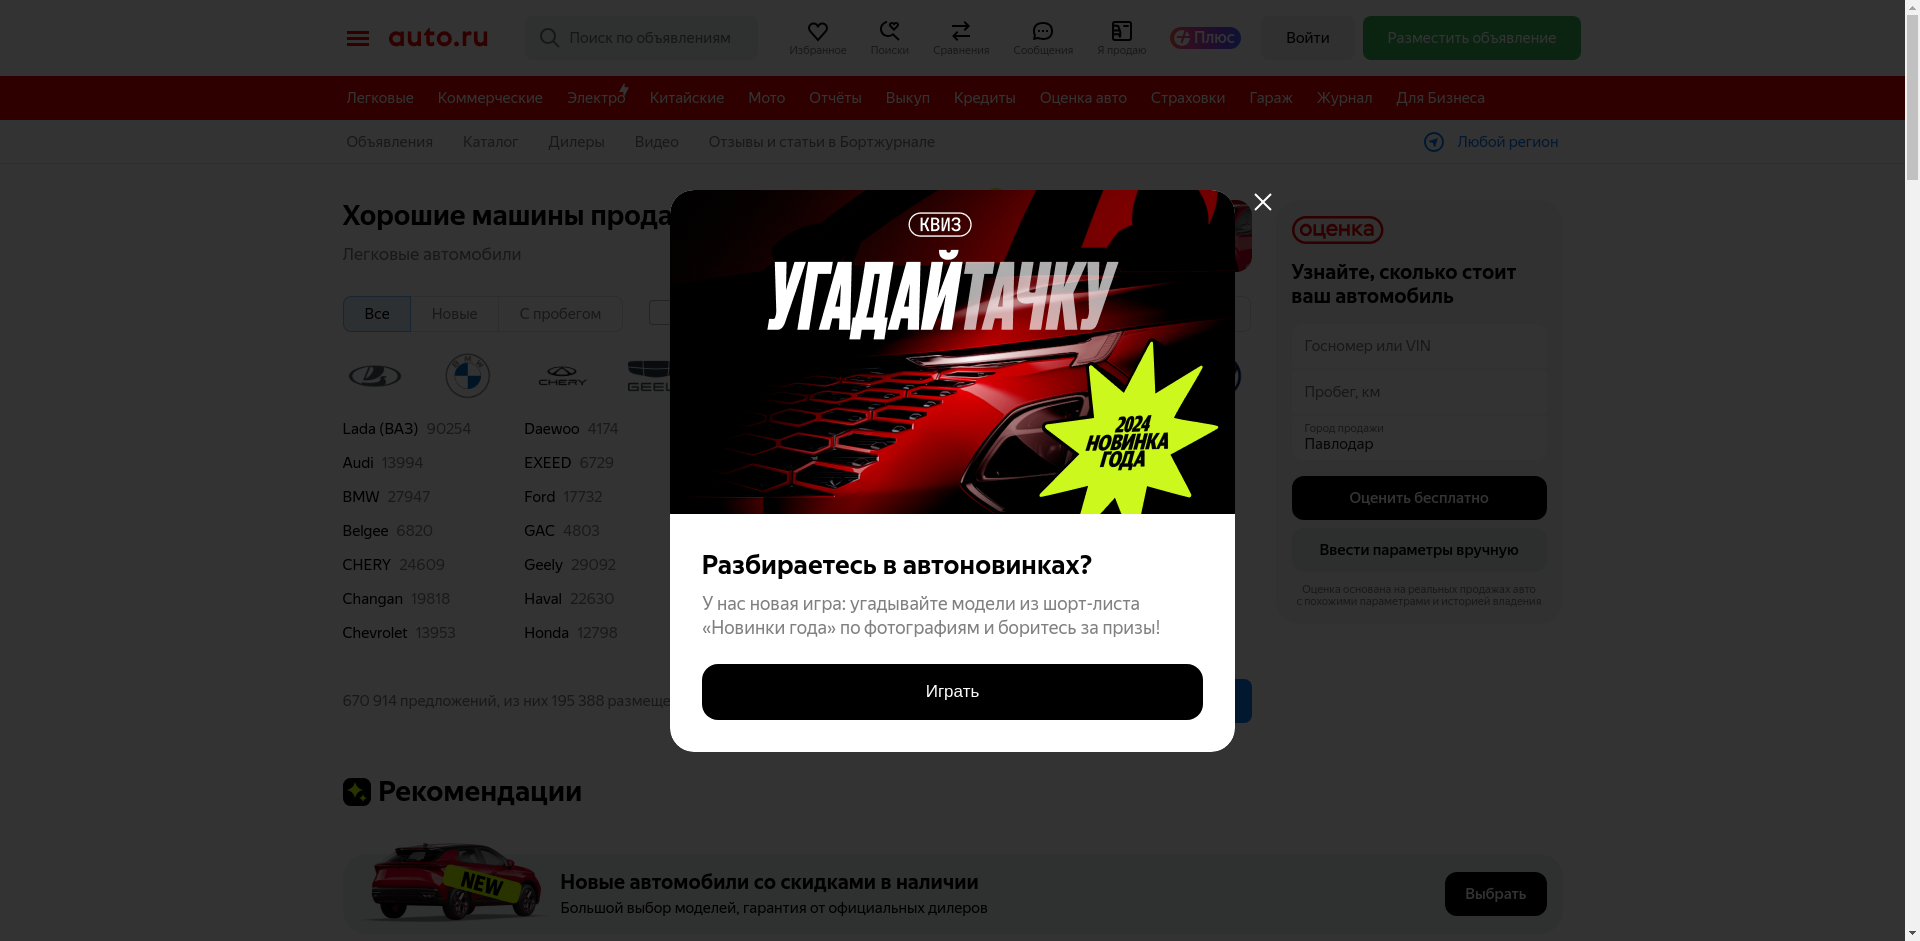 auto.ru
Поиск по объявлениям
Избранное
Поиски
Сравнения
Сообщения
Я продаю
Плюс
Войти
Разместить объявление
Легковые
Коммерческие
Электро
Китайские
Мото
Отчёты
Выкуп
Кредиты
Оценка авто
Страховки
Гараж
Журнал
Для Бизнеса
Объявления
Каталог
Дилеры
Видео
Отзывы и статьи в Бортжурнале
Любой регион
Хорошие машины
Легковые автомобили
Все
Новые
С пробегом
BMW
CHERY
Lada (ВАЗ) 90254
Daewoo 4174
Audi 13994
EXEED 6729
BMW 27947
Ford 17732
Belgee 6820
GAC 4803
CHERY 24609
Geely 29092
Changan 19818
Haval 22630
Chevrolet 13953
Honda 12798
670 914 предложений, из них 195 388
КВИЗ
УГАДАЙТАЧКУ
2024
НОВИНКА
ГОДА
Разбираетесь в автоновинках?
У нас новая игра: угадывайте модели из шорт-листа
«Новинки года» по фотографиям и боритесь за призы!
Играть
оценка
Узнайте, сколько стоит
ваш автомобиль
Госномер или VIN
Пробег, км
Город продажи
Павлодар
Оценить бесплатно
Ввести параметры вручную
Оценка основана на реальных продажах авто
с похожими параметрами и историей владения
Рекомендации
NEW
Новые автомобили со скидками в наличии
Большой выбор моделей, гарантия от официальных дилеров
Выбрать